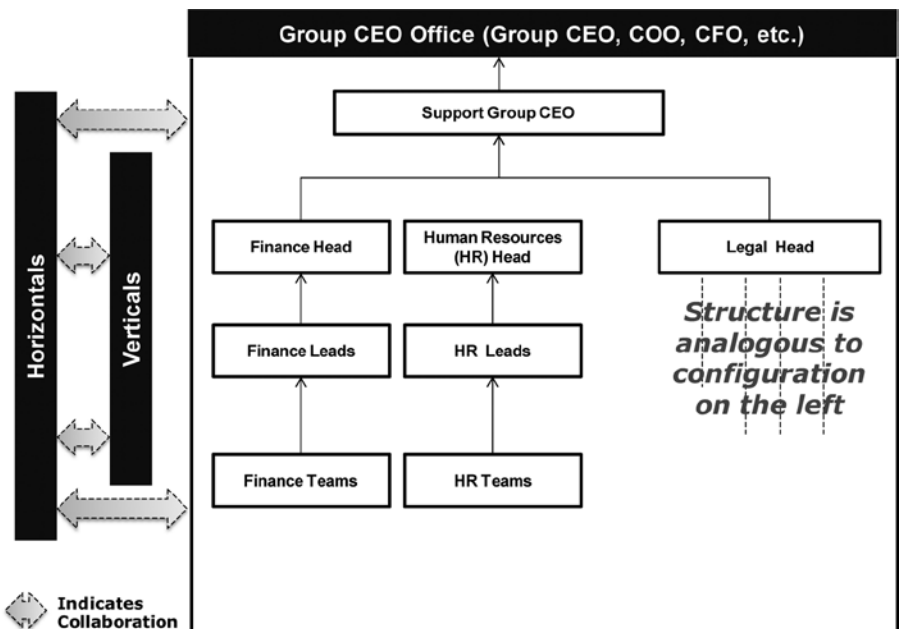 Group CEO Office (Group CEO, COO, CFO, etc.)
Support Group CEO
Horizontals
Verticals
Finance Head
Human Resources
(HR) Head
Legal Head
Finance Leads
HR Leads
Structure is
analogous to
configuration
on the left
Finance Teams
HR Teams
Indicates
Collaboration